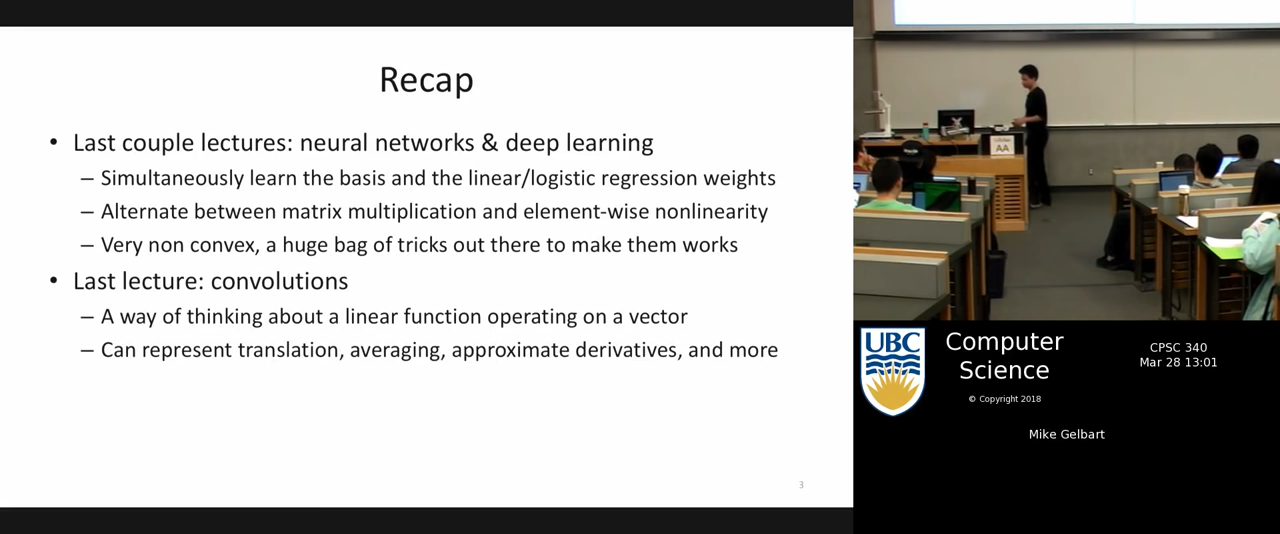 Recap
• Last couple lectures: neural networks & deep learning
– Simultaneously learn the basis and the linear/logistic regression weights
– Alternate between matrix multiplication and element-wise nonlinearity
– Very non convex, a huge bag of tricks out there to make them works
• Last lecture: convolutions
– A way of thinking about a linear function operating on a vector
– Can represent translation, averaging, approximate derivatives, and more
3
AA
UBC
Computer
Science
© Copyright 2018
CPSC 340
Mar 28 13:01
Mike Gelbart